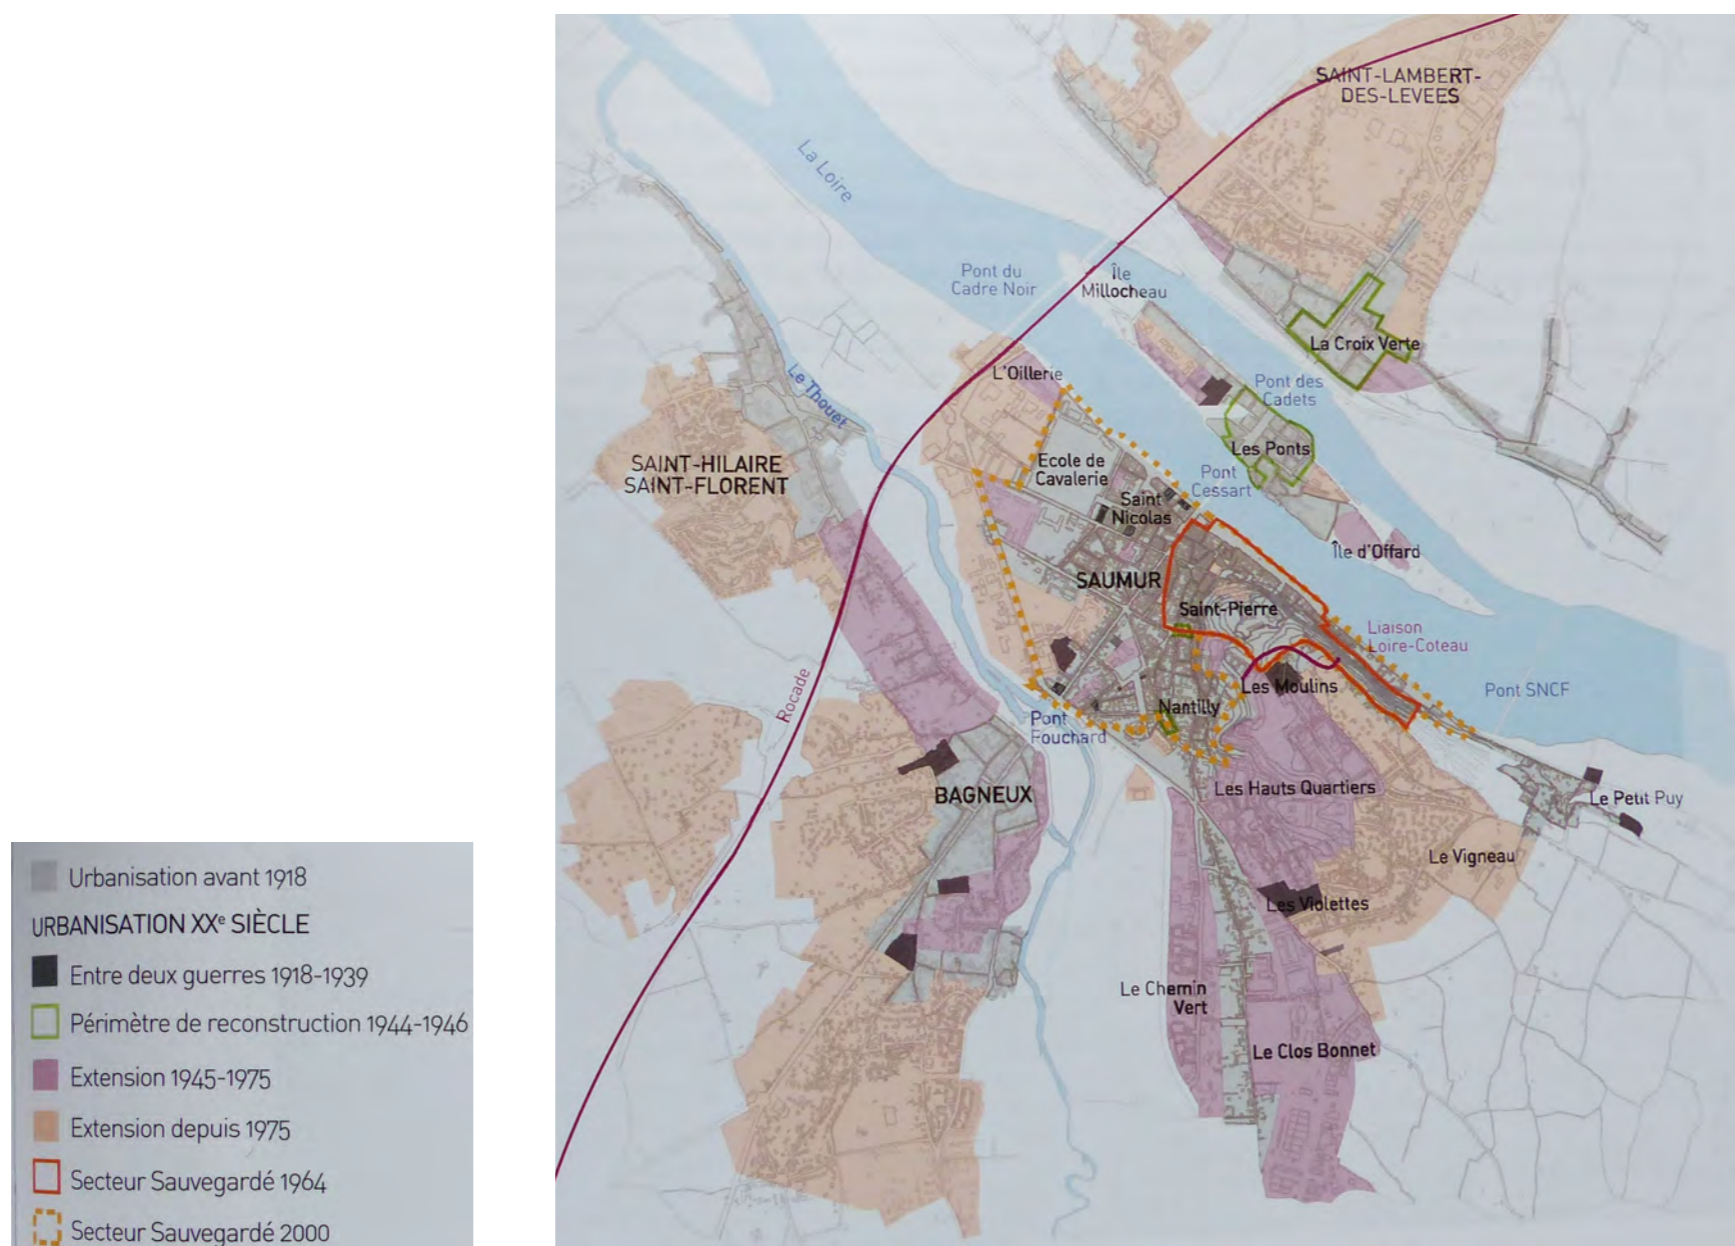 SAINT-LAMBERT-
DES-LEVEES
La Loire
Pont du
Cadre Noir
Île
Millocheau
La Croix Verte
L'Oillerie
Pont des
Cadets
Le Thouet
Les Ponts
Ecole de
Cavalerie
SAINT-HILAIRE
SAINT-FLORENT
Pont
Cessart
Saint
Nicolas
Île d'Offard
SAUMUR
Saint-Pierre
Liaison
Loire-Coteau
Rocade
Les Moulins
Pont SNCF
Nantilly
Pont
Fouchard
BAGNEUX
Les Hauts Quartiers
Le Petit Puy
Le Vigneau
Les Violettes
Le Chemin
Vert
Le Clos Bonnet
Urbanisation avant 1918
URBANISATION XXe SIÈCLE
Entre deux guerres 1918-1939
Périmètre de reconstruction 1944-1946
Extension 1945-1975
Extension depuis 1975
Secteur Sauvegardé 1964
Secteur Sauvegardé 2000